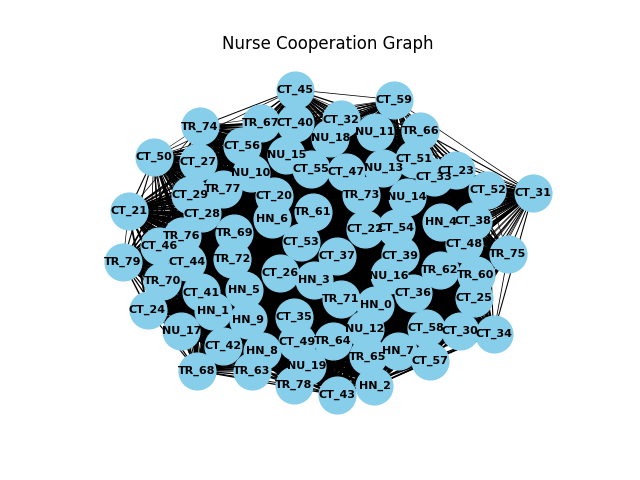 Nurse Cooperation Graph
CT_45
CT_59
TR_67
CT_40
CT_32
TR_74
NU_11
TR_66
NU_18
CT_56
CT_50
NU_15
CT_51
CT_27
CT_55
NU_13
CT_23
NU_10
CT_47
CT_33
TR_77
CT_52
CT_31
CT_29
CT_20
TR_73
NU_14
CT_21
CT_28
TR_61
HN_6
HN_4
CT_38
CT_22
CT_54
TR_69
TR_76
CT_53
CT_46
CT_48
TR_75
CT_37
CT_39
TR_72
TR_79
CT_44
TR_62
CT_26
NU_16
TR_60
HN_3
TR_70
HN_5
CT_41
CT_36
TR_71
CT_25
HN_0
CT_24
HN_1
CT_35
HN_9
NU_17
NU_12
CT_58
CT_30
CT_34
CT_49
TR_64
CT_42
HN_8
HN_7
TR_65
CT_57
NU_19
TR_68
TR_63
TR_78
HN_2
CT_43